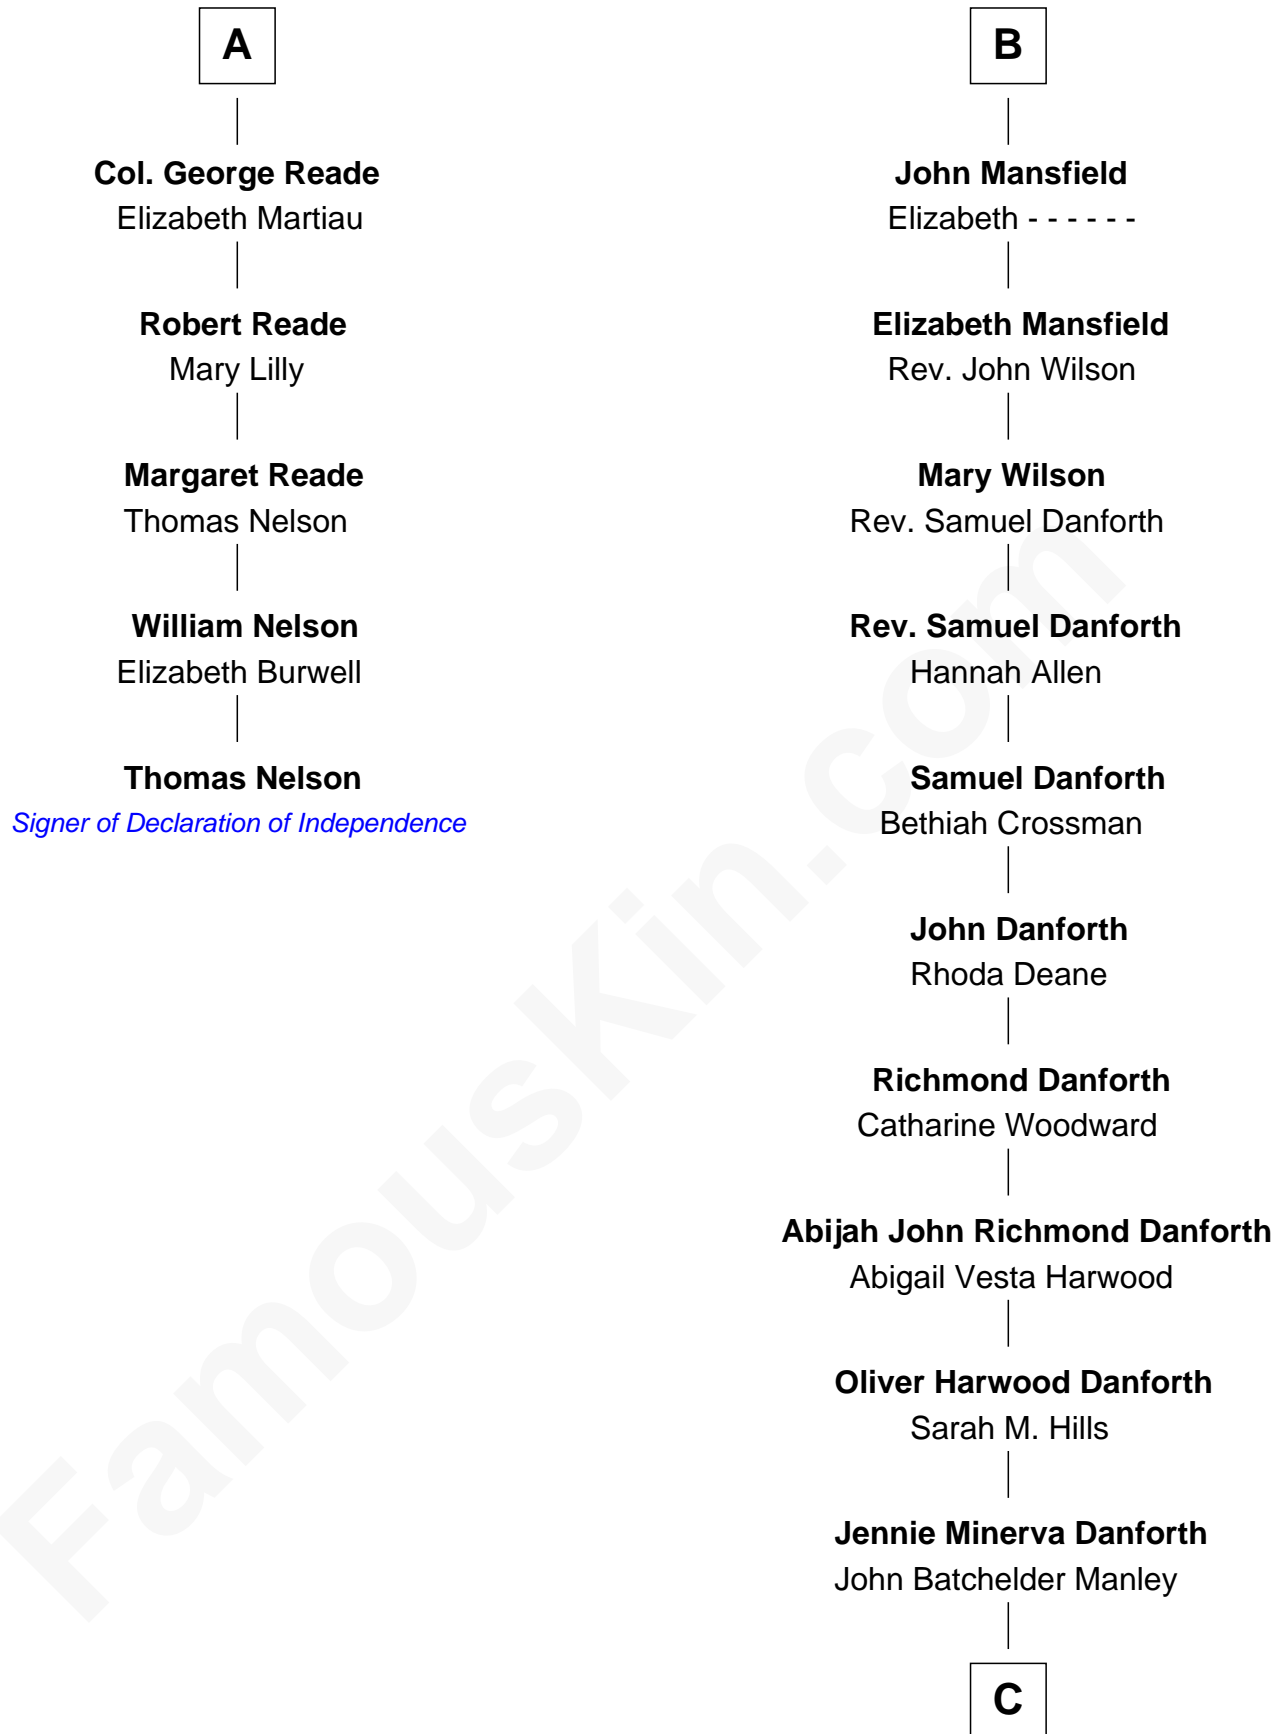 A
Col. George Reade
Elizabeth Martiau
Robert Reade
Mary Lilly
Margaret Reade
Thomas Nelson
William Nelson
Elizabeth Burwell
Thomas Nelson
Signer of Declaration of Independence
B
John Mansfield
Elizabeth - - - - - -
Elizabeth Mansfield
Rev. John Wilson
Mary Wilson
Rev. Samuel Danforth
Rev. Samuel Danforth
Hannah Allen
Samuel Danforth
Bethiah Crossman
John Danforth
Rhoda Deane
Richmond Danforth
Catharine Woodward
Abijah John Richmond Danforth
Abigail Vesta Harwood
Oliver Harwood Danforth
Sarah M. Hills
Jennie Minerva Danforth
John Batchelder Manley
C
FamousKin.com